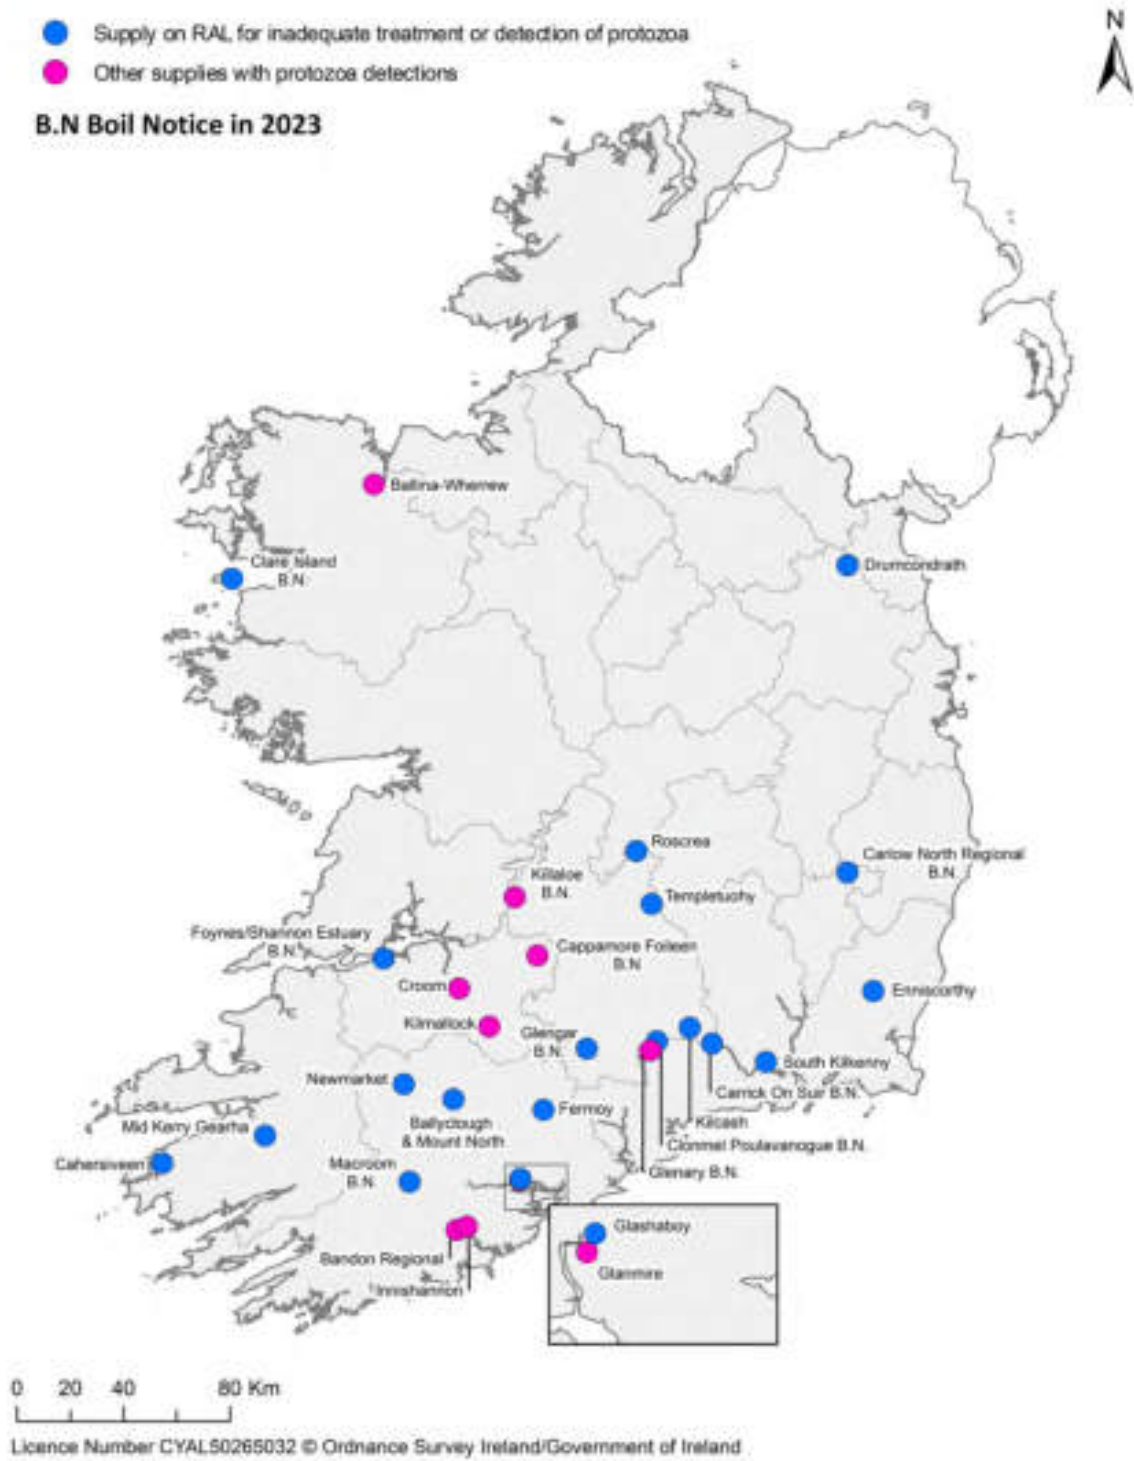 N
Supply on RAL for inadequate treatment or detection of protozoa
Other supplies with protozoa detections
B.N Boil Notice in 2023
Ballina-Wherrew
Clare Island
B.N.
Drumcondrath
Roscrea
Carlow North Regional
B.N.
Killaloe
B.N.
Templetuohy
Foynes/Shannon Estuary
B.N.
Cappamore Foileen
B.N
Croom
Enniscorthy
Kilmallock
Glengar
B.N.
South Kilkenny
Newmarket
Carrick On Suir B.N.
Ballyclough
& Mount North
Fermoy
Mid Kerry Gearha
Kilcash
Clonmel Poulavanogue B.N.
Cahersiveen
Macroom
B.N.
Glenary B.N.
Glashaboy
Bandon Regional
Glanmire
Innishannon
0 20 40 80 Km
Licence Number CYAL50265032 © Ordnance Survey Ireland/Government of Ireland